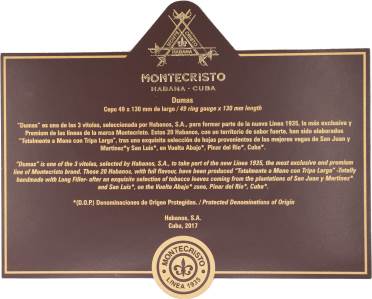 MONTECRISTO
HABANA
MONTECRISTO
HABANA - CUBA
Dumas
Cepo 49 x 130 mm de largo / 49 ring gauge x 130 mm length
"Dumas" es una de las 3 vitolas, seleccionada por Habanos, S.A., para formar parte de la nueva Línea 1935, la más exclusiva y
Premium de las líneas de la marca Montecristo. Estos 20 Habanos, con su territorio de sabor fuerte, han sido elaborados
"Totalmente a Mano con Tripa Larga", tras una exquisita selección de hojas provenientes de las mejores vegas de San Juan y
Martínez* y San Luis*, en Vuelta Abajo*, Pinar del Río*, Cuba*.
"Dumas" is one of the 3 vitolas, selected by Habanos, S.A., to take part of the new Línea 1935, the most exclusive and premium
line of Montecristo brand. These 20 Habanos, with full flavour, have been produced "Totalmente a Mano con Tripa Larga" -Totally
handmade with Long Filler- after an exquisite selection of tobacco leaves coming from the plantations of San Juan y Martínez*
and San Luis*, on the Vuelta Abajo* zone, Pinar del Río*, Cuba*.
*(D.O.P.) Denominaciones de Origen Protegidas. / Protected Denominations of Origin
Habanos, S.A.
Cuba, 2017
MONTECRISTO
LÍNEA 1935